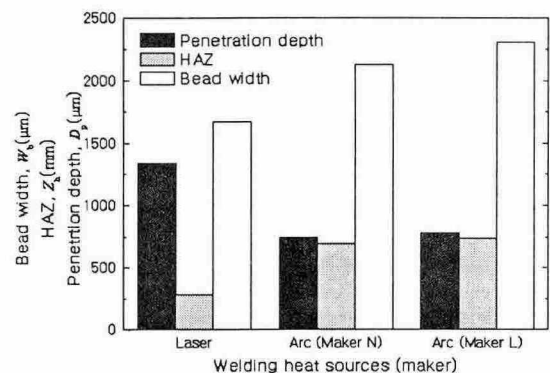 2500
2000
1500
1000
500
0
Penetration depth
HAZ
Bead width
Bead width, W_b(μm)
HAZ, Z_h(mm)
Penetrtion depth, D_p(μm)
Laser
Arc (Maker N)
Arc (Maker L)
Welding heat sources (maker)